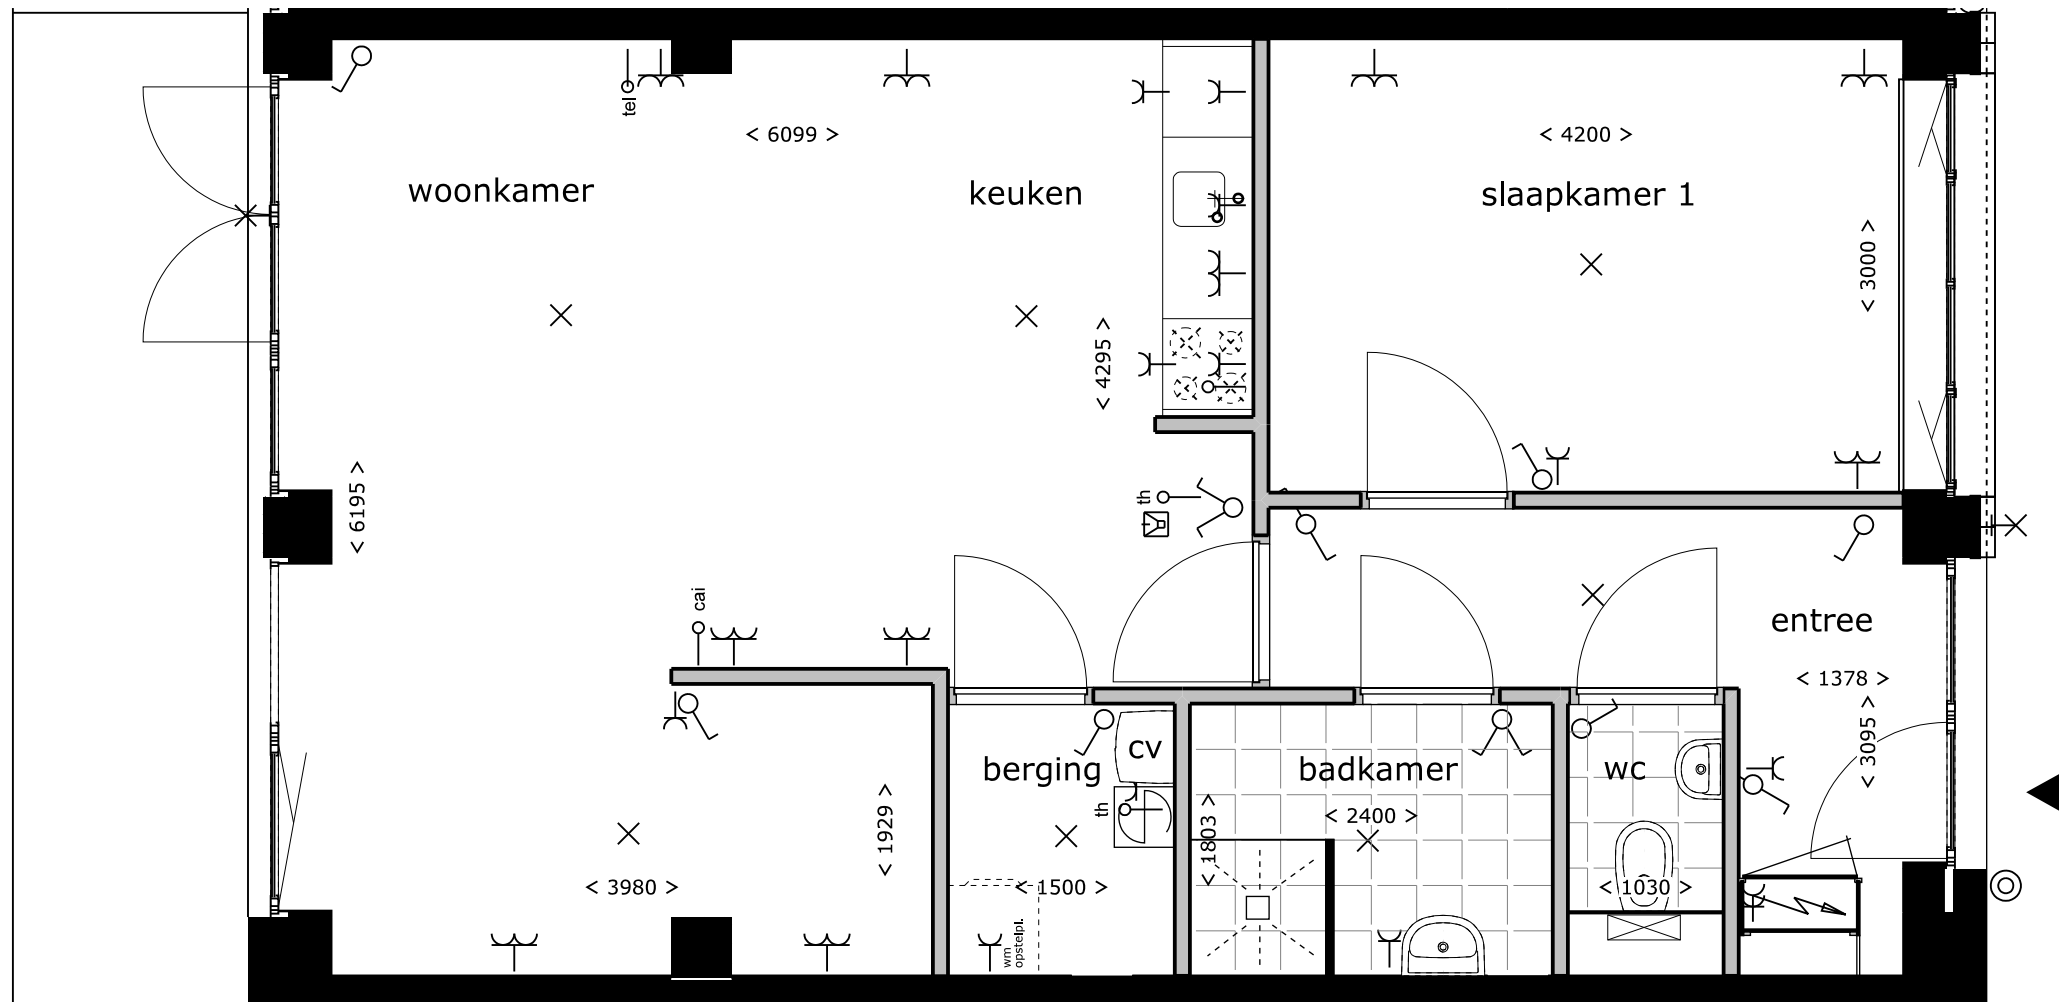 tel
< 6099 >
< 4200 >
woonkamer
keuken
slaapkamer 1
< 3000 >
< 4295 >
< 6195 >
th
cai
entree
< 1378 >
< 3095 >
berging
cv
badkamer
wc
th
< 1803 >
< 2400 >
< 1929 >
< 3980 >
< 1500 >
< 1030 >
wm
opstelpl.